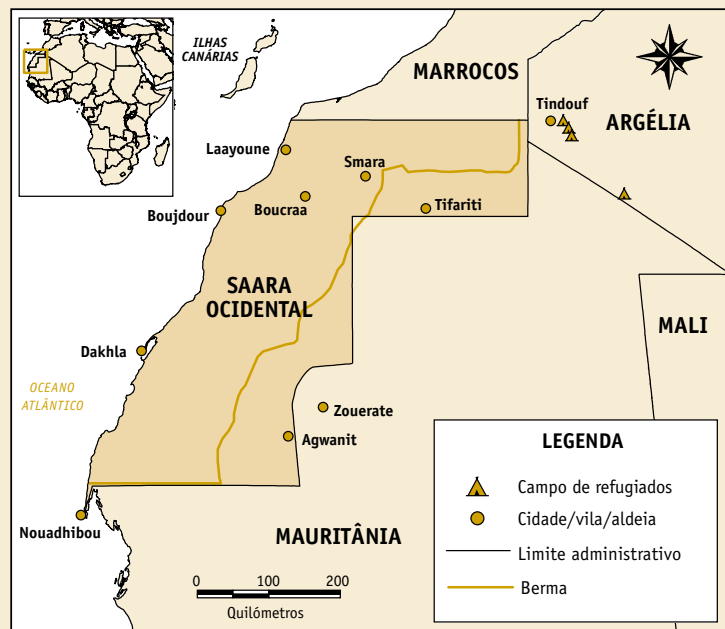 ILHAS
CANÁRIAS
MARROCOS
Tindouf
ARGÉLIA
Laayoune
Smara
Boujdour
Boucraa
Tifariti
SAARA
OCIDENTAL
MALI
Dakhla
OCEANO
ATLÂNTICO
Zouerate
Agwanit
Nouadhibou
MAURITÂNIA
0 100 200
Quilómetros
LEGENDA
Campo de refugiados
Cidade/vila/aldeia
Limite administrativo
Berma